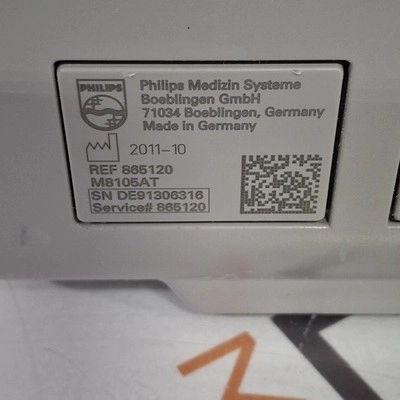 PHILIPS
Philips Medizin Systeme
Boeblingen GmbH
71034 Boeblingen, Germany
Made in Germany
2011-10
REF 865120
M8105AT
SN DE91306316
Service# 865120